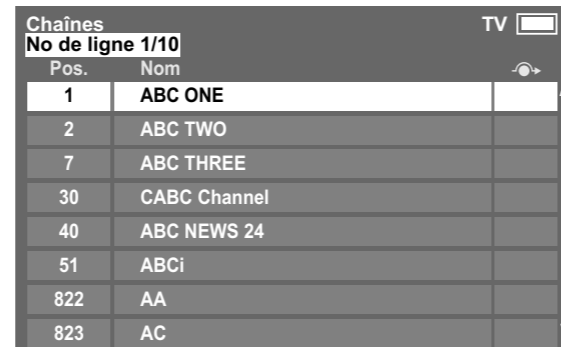 Chaînes TV
No de ligne 1/10
Pos. Nom
1 ABC ONE
2 ABC TWO
7 ABC THREE
30 CABC Channel
40 ABC NEWS 24
51 ABCi
822 AA
823 AC